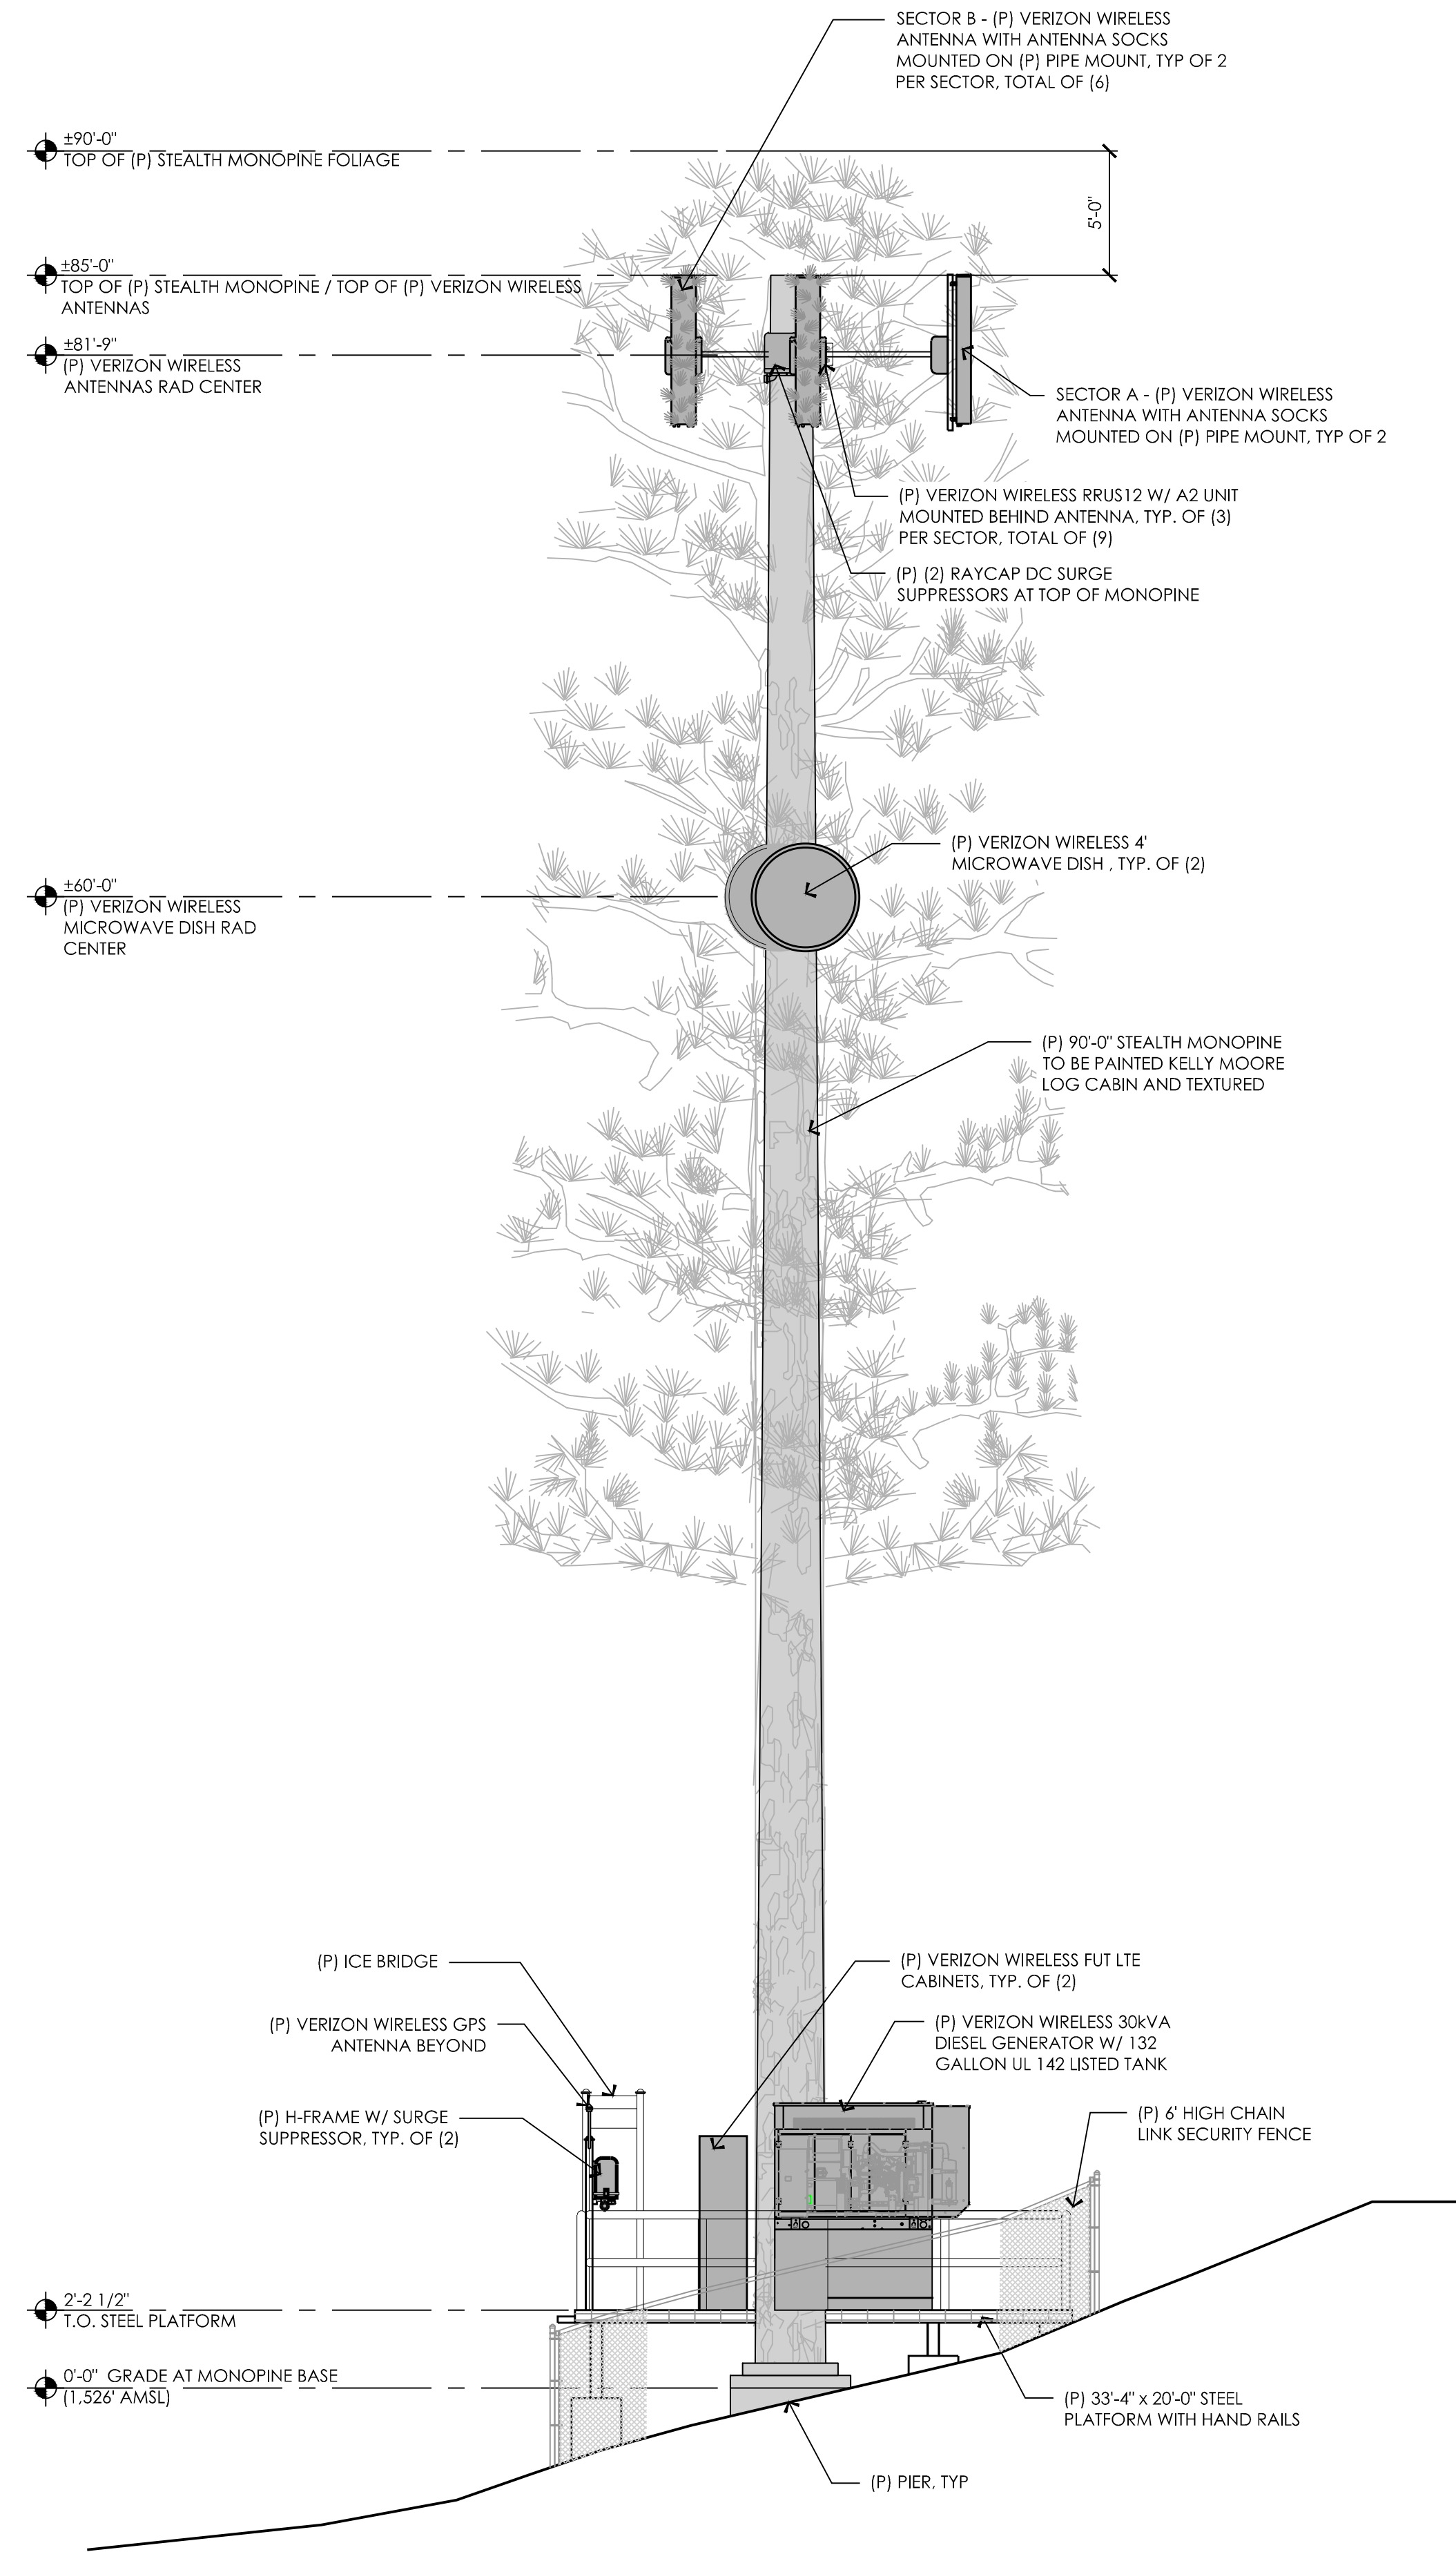 SECTOR B - (P) VERIZON WIRELESS
ANTENNA WITH ANTENNA SOCKS
MOUNTED ON (P) PIPE MOUNT, TYP OF 2
PER SECTOR, TOTAL OF (6)
±90'-0"
TOP OF (P) STEALTH MONOPINE FOLIAGE
5'-0"
±85'-0"
TOP OF (P) STEALTH MONOPINE / TOP OF (P) VERIZON WIRELESS
ANTENNAS
±81'-9"
(P) VERIZON WIRELESS
ANTENNAS RAD CENTER
SECTOR A - (P) VERIZON WIRELESS
ANTENNA WITH ANTENNA SOCKS
MOUNTED ON (P) PIPE MOUNT, TYP OF 2
(P) VERIZON WIRELESS RRUS12 W/ A2 UNIT
MOUNTED BEHIND ANTENNA, TYP. OF (3)
PER SECTOR, TOTAL OF (9)
(P) (2) RAYCAP DC SURGE
SUPPRESSORS AT TOP OF MONOPINE
(P) VERIZON WIRELESS 4'
MICROWAVE DISH , TYP. OF (2)
±60'-0"
(P) VERIZON WIRELESS
MICROWAVE DISH RAD
CENTER
(P) 90'-0" STEALTH MONOPINE
TO BE PAINTED KELLY MOORE
LOG CABIN AND TEXTURED
(P) ICE BRIDGE
(P) VERIZON WIRELESS FUT LTE
CABINETS, TYP. OF (2)
(P) VERIZON WIRELESS GPS
ANTENNA BEYOND
(P) VERIZON WIRELESS 30kVA
DIESEL GENERATOR W/ 132
GALLON UL 142 LISTED TANK
(P) H-FRAME W/ SURGE
SUPPRESSOR, TYP. OF (2)
(P) 6' HIGH CHAIN
LINK SECURITY FENCE
2'-2 1/2"
T.O. STEEL PLATFORM
0'-0" GRADE AT MONOPINE BASE
(1,526' AMSL)
(P) 33'-4" x 20'-0" STEEL
PLATFORM WITH HAND RAILS
(P) PIER, TYP